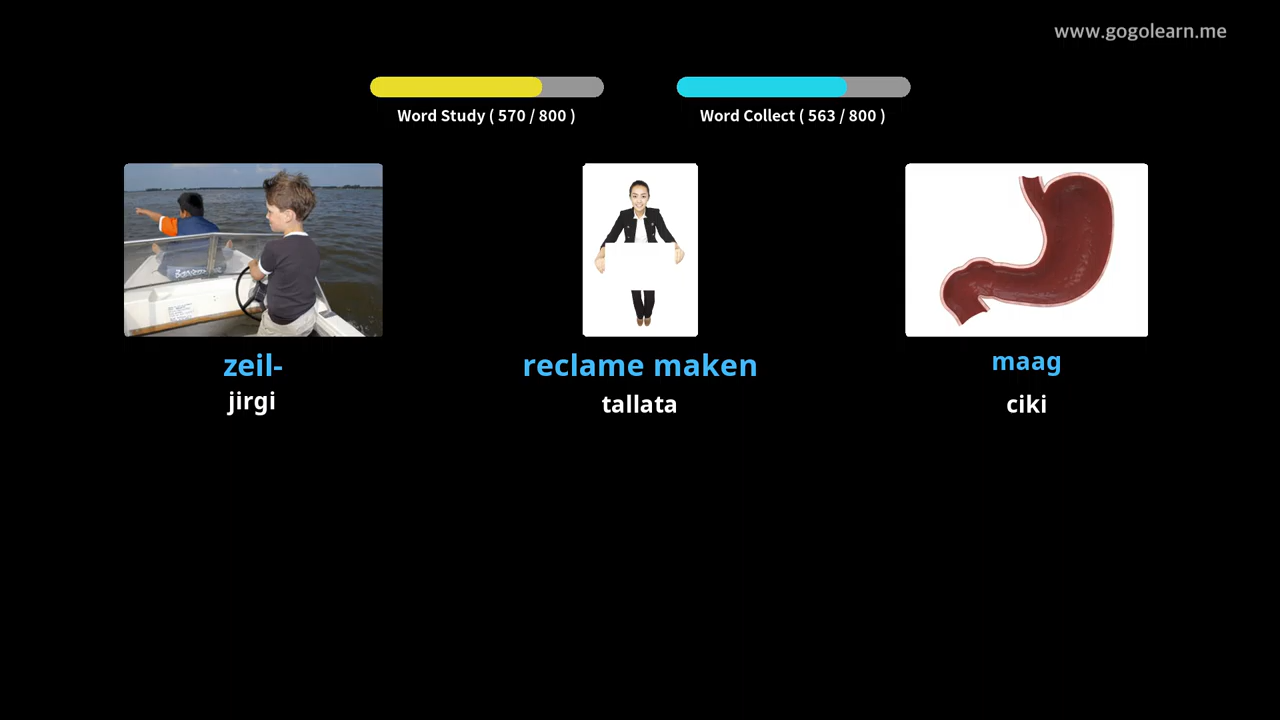 www.gogolearn.me
Word Study ( 570 / 800 )
Word Collect ( 563 / 800 )
zeil-
reclame maken
maag
jirgi
tallata
ciki